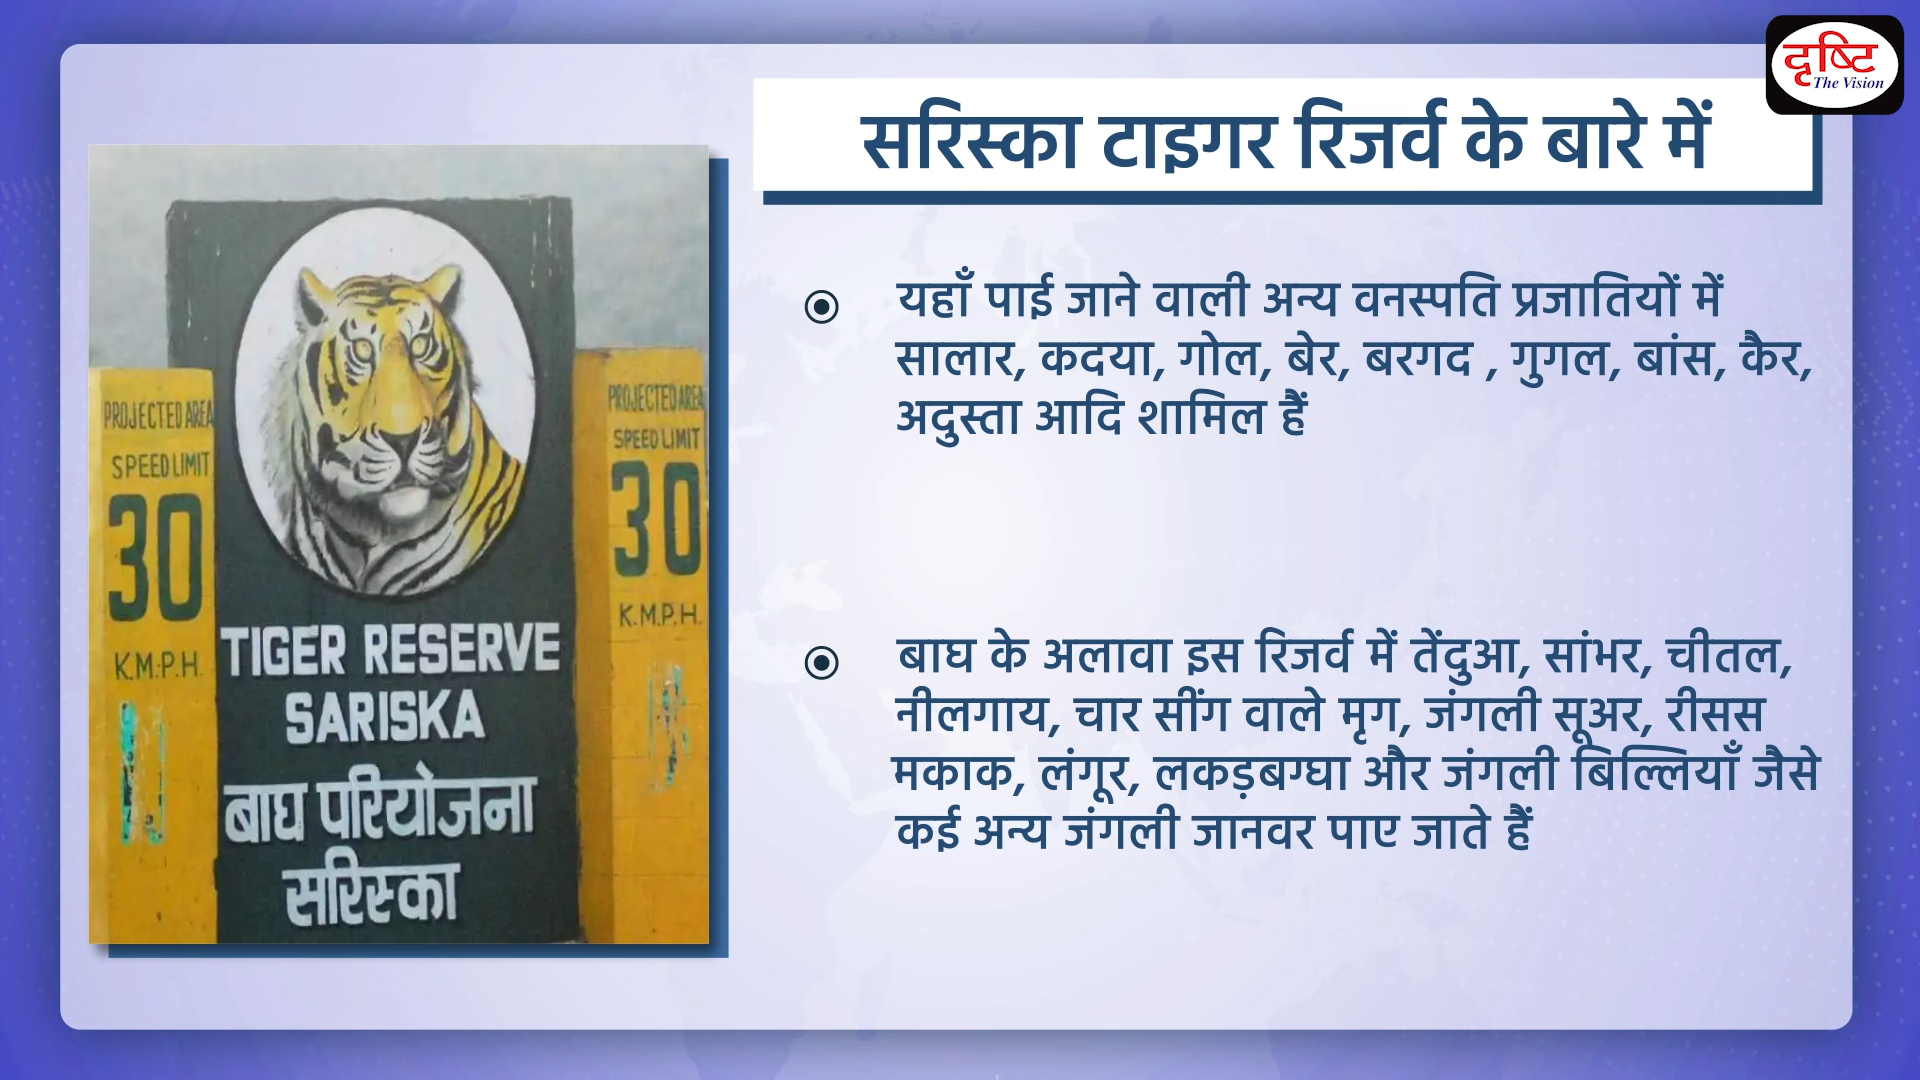 दृष्टि
The Vision
सरिस्का टाइगर रिजर्व के बारे में
यहाँ पाई जाने वाली अन्य वनस्पति प्रजातियों में
सालार, कदया, गोल, बेर, बरगद , गुगल, बांस, कैर,
अदुस्ता आदि शामिल हैं
बाघ के अलावा इस रिजर्व में तेंदुआ, सांभर, चीतल,
नीलगाय, चार सींग वाले मृग, जंगली सूअर, रीसस
मकाक, लंगूर, लकड़बग्घा और जंगली बिल्लियाँ जैसे
कई अन्य जंगली जानवर पाए जाते हैं
PROJECTED AREA
SPEED LIMIT
30
K.M.P.H.
TIGER RESERVE
SARISKA
बाघ परियोजना
सरिस्का
PROJECTED AREA
SPEED LIMIT
30
K.M.P.H.